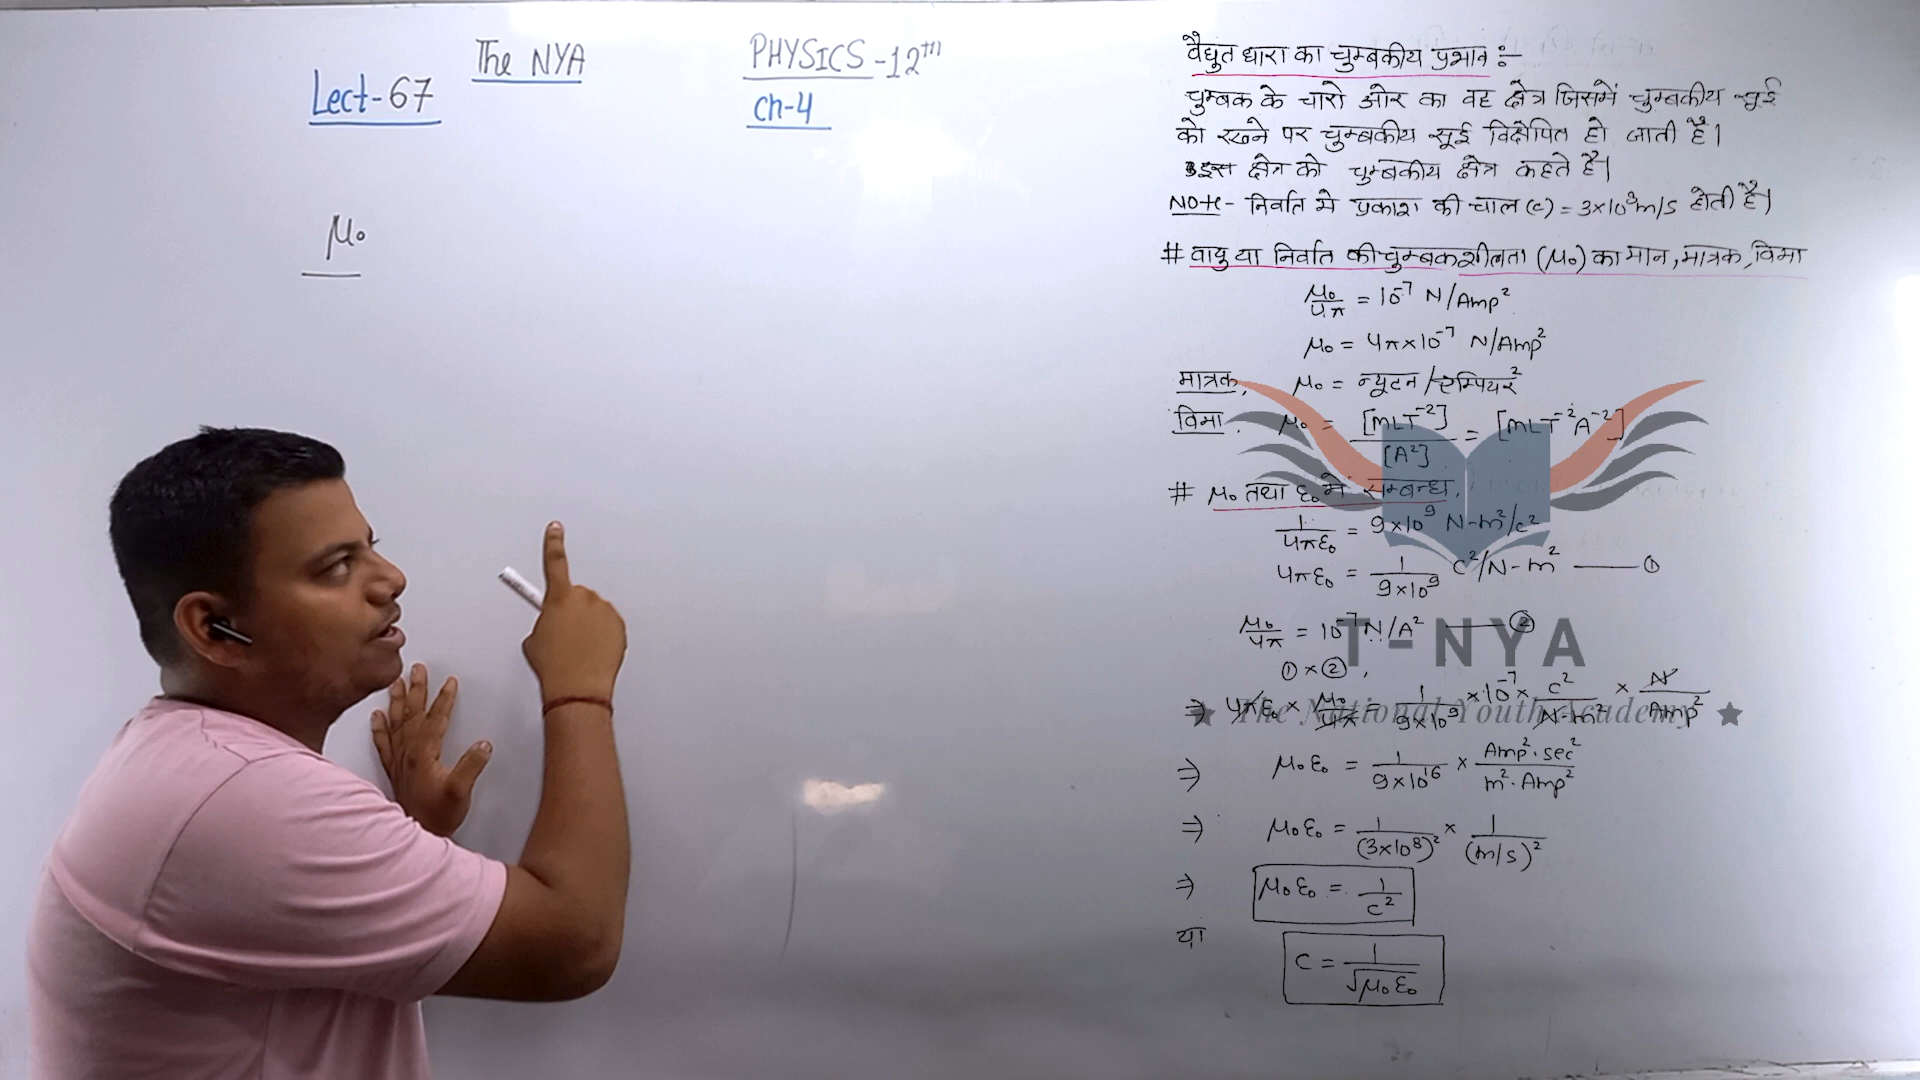 The NYA
PHYSICS-12th
Lect-67
Ch-4
μ₀
वैद्युत धारा का चुम्बकीय प्रभाव :-
चुम्बक के चारो ओर का वह क्षेत्र जिसमें चुम्बकीय सुई
को रखने पर चुम्बकीय सूई विक्षेपित हो जाती है।
इस क्षेत्र को चुम्बकीय क्षेत्र कहते है।
NOte- निर्वात मे प्रकाश की चाल (c) = 3×10⁸m/s होती है।
# वायु या निर्वात की चुम्बकशीलता (μ₀) का मान, मात्रक, विमा
μ₀/4π = 10⁻⁷ N/Amp²
μ₀ = 4π×10⁻⁷ N/Amp²
मात्रक, μ₀ = न्यूटन/ऐम्पियर²
विमा, μ₀ = [MLT⁻²]/[A²] = [MLT⁻²A⁻²]
# μ₀ तथा ε₀ मे सम्बन्ध,
1/4πε₀ = 9×10⁹ N-m²/c²
4πε₀ = 1/9×10⁹ C²/N-m² —— ①
μ₀/4π = 10⁻⁷ N/A² —— ②
T-NYA
① × ②,
⇒ 4πε₀ × μ₀/4π = 1/9×10⁹ × 10⁻⁷ × C²/N-m² × N/Amp²
★ The National Youth Academy ★
⇒ μ₀ε₀ = 1/9×10¹⁶ × Amp².sec²/m².Amp²
⇒ μ₀ε₀ = 1/(3×10⁸)² × 1/(m/s)²
⇒ μ₀ε₀ = 1/c²
या
C = 1/√μ₀ε₀